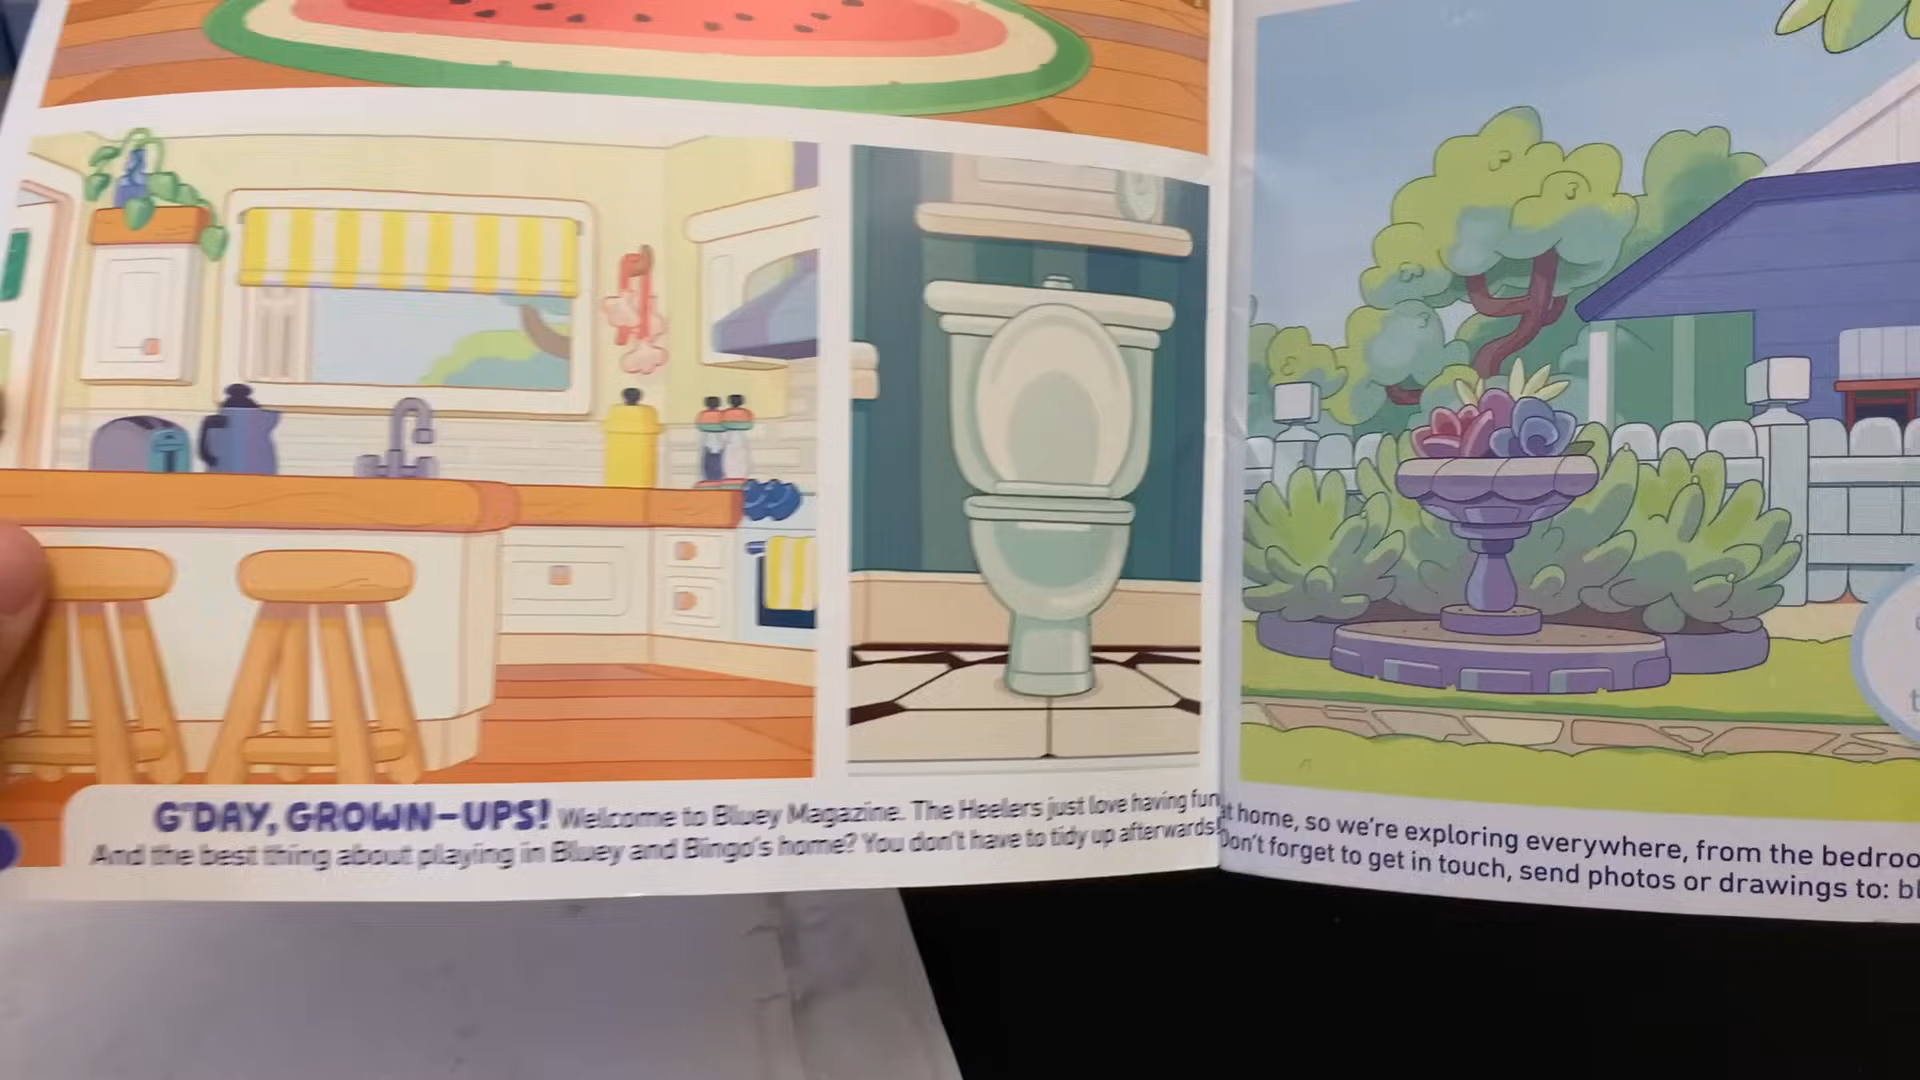 G'DAY, GROWN-UPS! Welcome to Bluey Magazine. The Heelers just love having fun at home, so we're exploring everywhere, from the bedroo
And the best thing about playing in Bluey and Bingo's home? You don't have to tidy up afterwards! Don't forget to get in touch, send photos or drawings to: bl